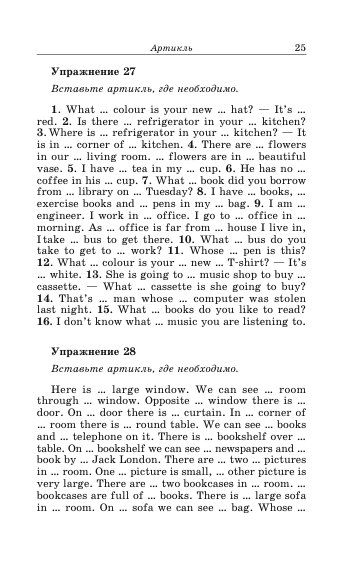 Артикль 25
Упражнение 27
Вставьте артикль, где необходимо.
1. What ... colour is your new ... hat? — It's ...
red. 2. Is there ... refrigerator in your ... kitchen?
3. Where is ... refrigerator in your ... kitchen? — It
is in ... corner of ... kitchen. 4. There are ... flowers
in our ... living room. ... flowers are in ... beautiful
vase. 5. I have ... tea in my ... cup. 6. He has no ...
coffee in his ... cup. 7. What ... book did you borrow
from ... library on ... Tuesday? 8. I have ... books, ...
exercise books and ... pens in my ... bag. 9. I am ...
engineer. I work in ... office. I go to ... office in ...
morning. As ... office is far from ... house I live in,
I take ... bus to get there. 10. What ... bus do you
take to get to ... work? 11. Whose ... pen is this?
12. What ... colour is your ... new ... T-shirt? — It's
... white. 13. She is going to ... music shop to buy ...
cassette. — What ... cassette is she going to buy?
14. That's ... man whose ... computer was stolen
last night. 15. What ... books do you like to read?
16. I don't know what ... music you are listening to.
Упражнение 28
Вставьте артикль, где необходимо.
Here is ... large window. We can see ... room
through ... window. Opposite ... window there is ...
door. On ... door there is ... curtain. In ... corner of
... room there is ... round table. We can see ... books
and ... telephone on it. There is ... bookshelf over ...
table. On ... bookshelf we can see ... newspapers and ...
book by ... Jack London. There are ... two ... pictures
in ... room. One ... picture is small, ... other picture is
very large. There are ... two bookcases in ... room. ...
bookcases are full of ... books. There is ... large sofa
in ... room. On ... sofa we can see ... bag. Whose ...